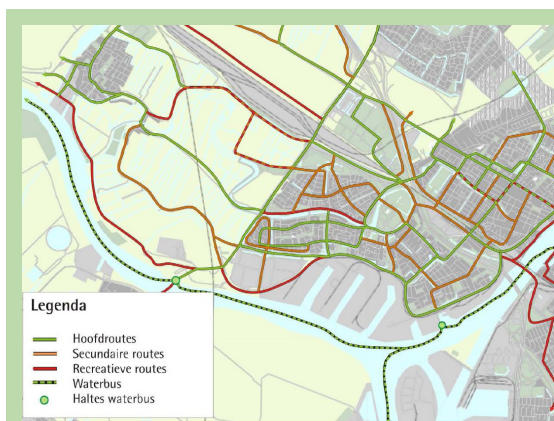 Legenda
Hoofdroutes
Secundaire routes
Recreatieve routes
Waterbus
Haltes waterbus